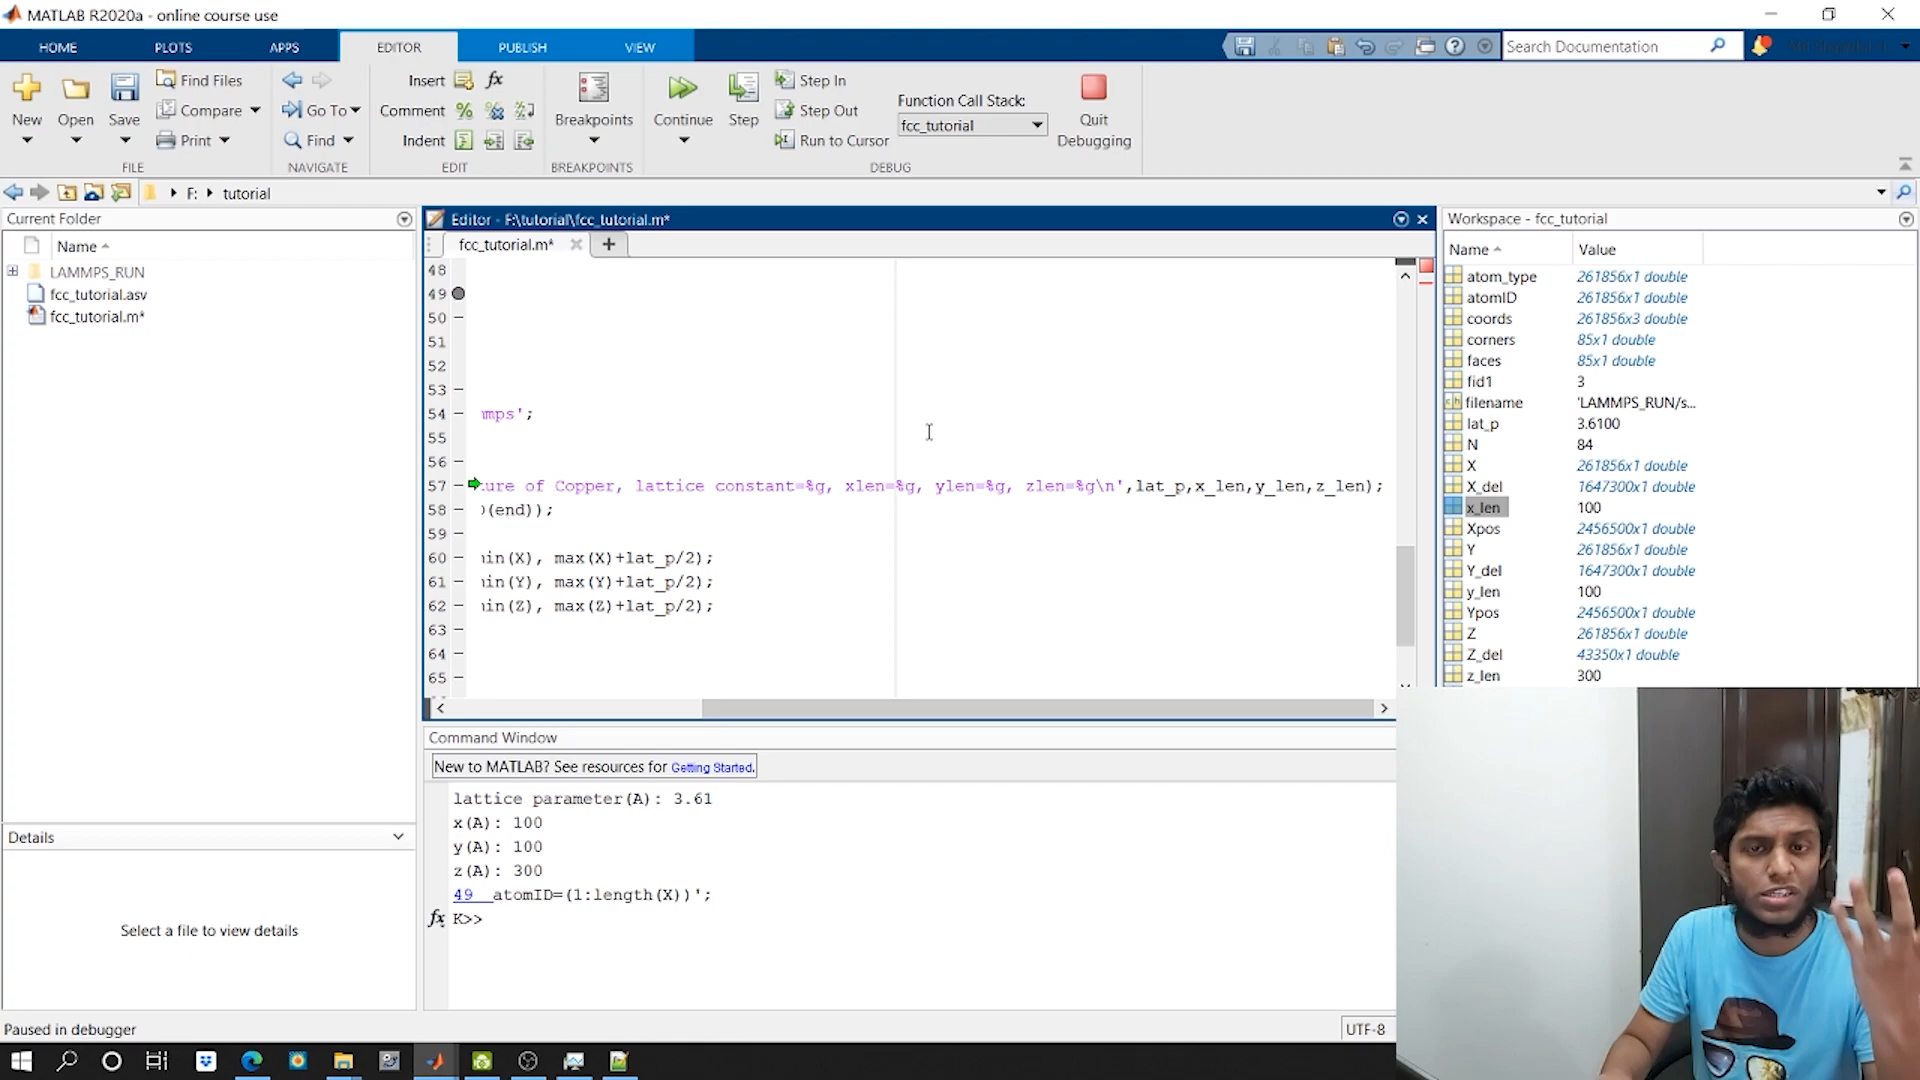 MATLAB R2020a - online course use
HOME PLOTS APPS EDITOR PUBLISH VIEW
Search Documentation
New Open Save Find Files Compare Print
FILE
Go To Find
NAVIGATE
Insert fx
Comment
Indent
EDIT
Breakpoints
BREAKPOINTS
Continue Step Step In
Step Out
Run to Cursor
Function Call Stack:
fcc_tutorial
Quit Debugging
DEBUG
F: tutorial
Current Folder
Name
LAMMPS_RUN
fcc_tutorial.asv
fcc_tutorial.m*
Details
Select a file to view details
Editor - F:\tutorial\fcc_tutorial.m*
fcc_tutorial.m*
48
49
50 –
51
52
53 –
54 – umps';
55
56 –
57 – :ure of Copper, lattice constant=%g, xlen=%g, ylen=%g, zlen=%g\n',lat_p,x_len,y_len,z_len);
58 – )(end));
59
60 – in(X), max(X)+lat_p/2);
61 – in(Y), max(Y)+lat_p/2);
62 – in(Z), max(Z)+lat_p/2);
63 –
64 –
65 –
Command Window
New to MATLAB? See resources for Getting Started.
lattice parameter(A): 3.61
x(A): 100
y(A): 100
z(A): 300
49 atomID=(1:length(X))';
fx K>>
Workspace - fcc_tutorial
Name Value
atom_type 261856x1 double
atomID 261856x1 double
coords 261856x3 double
corners 85x1 double
faces 85x1 double
fid1 3
filename 'LAMMPS_RUN/s...
lat_p 3.6100
N 84
X 261856x1 double
X_del 1647300x1 double
x_len 100
Xpos 2456500x1 double
Y 261856x1 double
Y_del 1647300x1 double
y_len 100
Ypos 2456500x1 double
Z 261856x1 double
Z_del 43350x1 double
z_len 300
Paused in debugger
UTF-8